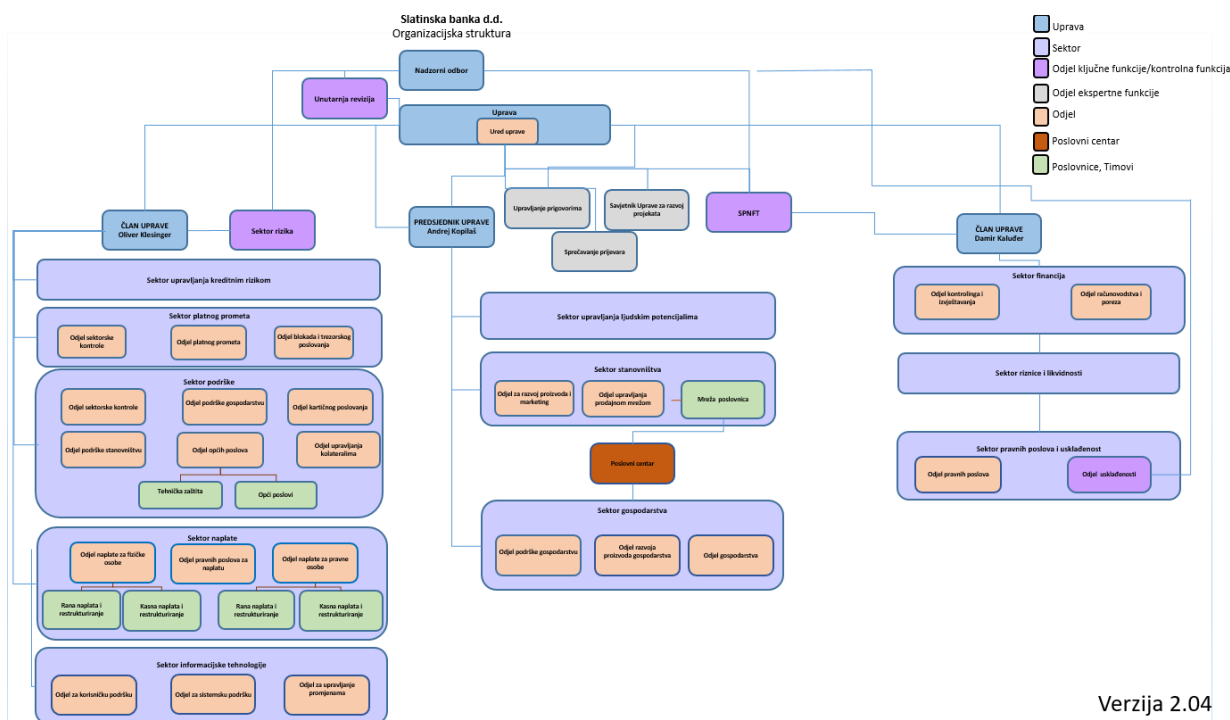 Slatinska banka d.d.
Organizacijska struktura
Uprava
Sektor
Odjel ključne funkcije/kontrolna funkcija
Odjel ekspertne funkcije
Odjel
Poslovni centar
Poslovnice, Timovi
Nadzorni odbor
Unutarnja revizija
Uprava
Ured uprave
Upravljanje prigovorima
Savjetnik Uprave za razvoj
projekata
Sprečavanje prijevara
SPNFT
ČLAN UPRAVE
Oliver Klesinger
Sektor rizika
PREDSJEDNIK UPRAVE
Andrej Kopilaš
ČLAN UPRAVE
Damir Kaluđer
Sektor upravljanja kreditnim rizikom
Sektor platnog prometa
Odjel sektorske
kontrole
Odjel platnog prometa
Odjel blokada i trezorskog
poslovanja
Sektor podrške
Odjel sektorske kontrole
Odjel podrške gospodarstvu
Odjel kartičnog poslovanja
Odjel podrške stanovništvu
Odjel općih poslova
Odjel upravljanja
kolateralima
Tehnička zaštita
Opći poslovi
Sektor naplate
Odjel naplate za fizičke
osobe
Odjel pravnih poslova za
naplatu
Odjel naplate za pravne
osobe
Rana naplata i
restrukturiranje
Kasna naplata i
restrukturiranje
Rana naplata i
restrukturiranje
Kasna naplata i
restrukturiranje
Sektor informacijske tehnologije
Odjel za korisničku podršku
Odjel za sistemsku podršku
Odjel za upravljanje
promjenama
Sektor upravljanja ljudskim potencijalima
Sektor stanovništva
Odjel za razvoj proizvoda i
marketing
Odjel upravljanja
prodajnom mrežom
Mreža poslovnica
Poslovni centar
Sektor gospodarstva
Odjel podrške gospodarstvu
Odjel razvoja
proizvoda gospodarstva
Odjel gospodarstva
Sektor financija
Odjel kontrolinga i
izvještavanja
Odjel računovodstva i
poreza
Sektor riznice i likvidnosti
Sektor pravnih poslova i usklađenost
Odjel pravnih poslova
Odjel usklađenosti
Verzija 2.04